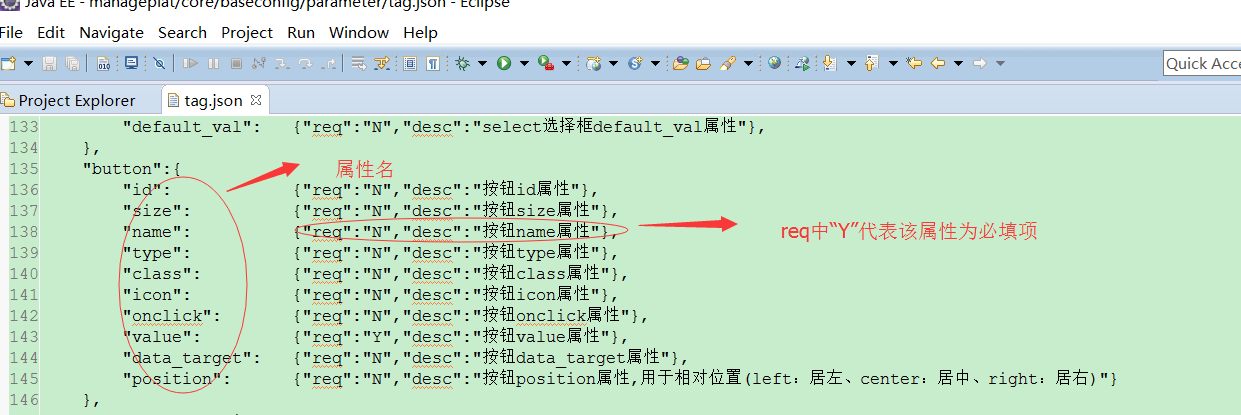 Java EE - manageplat/core/baseconfig/parameter/tag.json - Eclipse
File Edit Navigate Search Project Run Window Help
Quick Acce
Project Explorer tag.json
133 "default_val": {"req":"N","desc":"select选择框default_val属性"},
134 },
135 "button":{
属性名
136 "id": {"req":"N","desc":"按钮id属性"},
137 "size": {"req":"N","desc":"按钮size属性"},
138 "name": {"req":"N","desc":"按钮name属性"},
req中“Y”代表该属性为必填项
139 "type": {"req":"N","desc":"按钮type属性"},
140 "class": {"req":"N","desc":"按钮class属性"},
141 "icon": {"req":"N","desc":"按钮icon属性"},
142 "onclick": {"req":"N","desc":"按钮onclick属性"},
143 "value": {"req":"Y","desc":"按钮value属性"},
144 "data_target": {"req":"N","desc":"按钮data_target属性"},
145 "position": {"req":"N","desc":"按钮position属性,用于相对位置(left：居左、center：居中、right：居右)"}
146 },